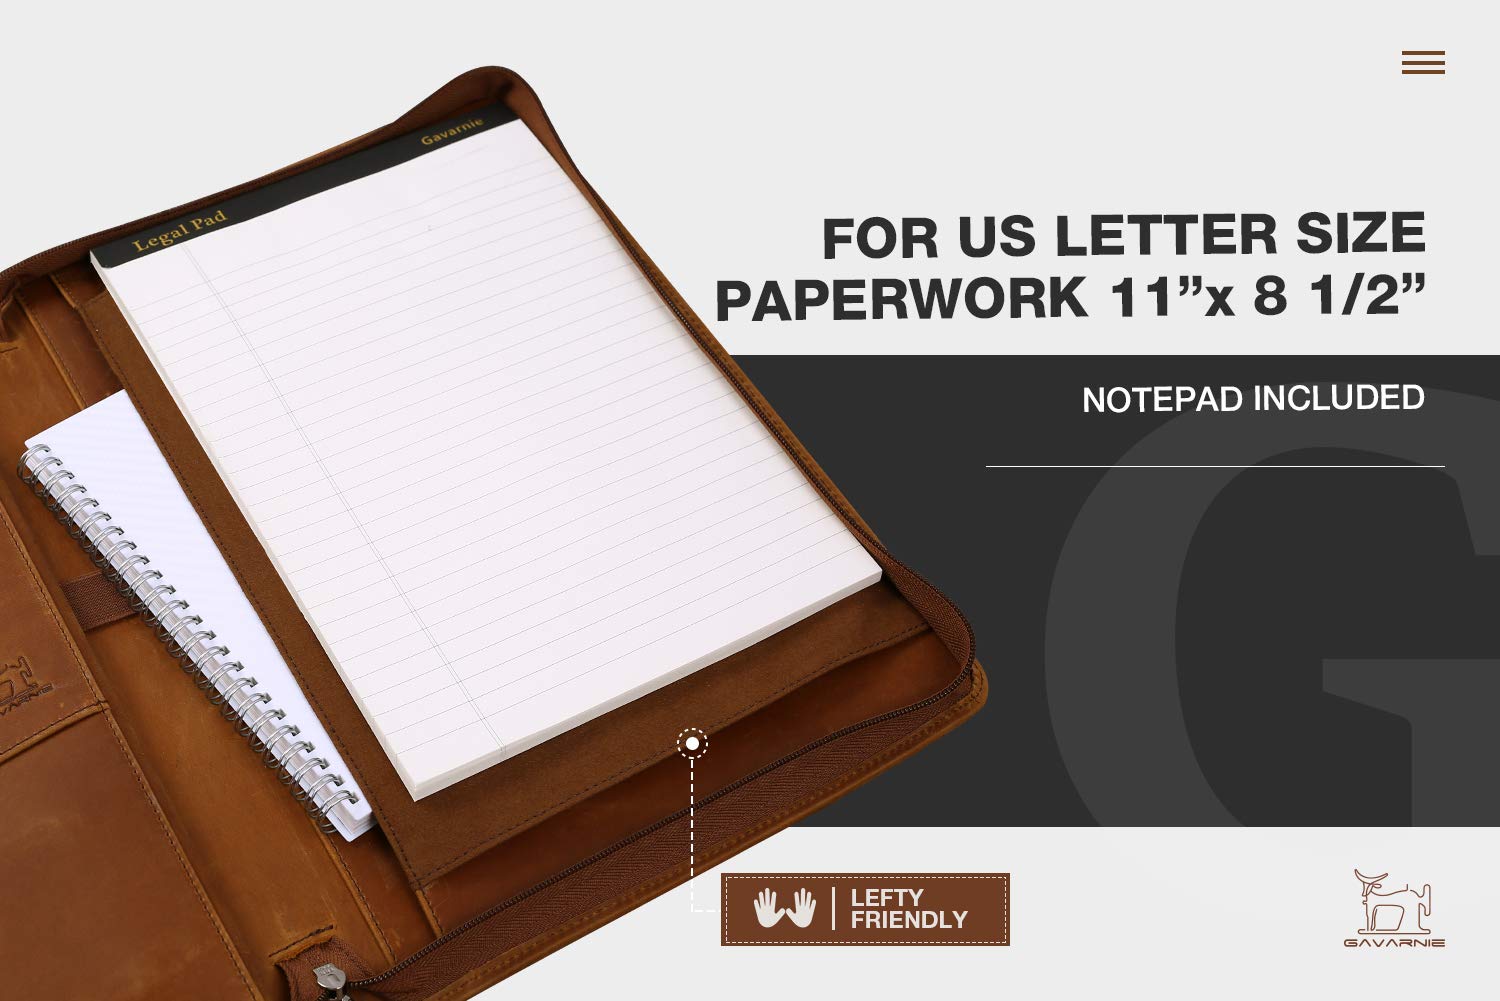 Gavarnie
Legal Pad
FOR US LETTER SIZE
PAPERWORK 11”x 8 1/2”
NOTEPAD INCLUDED
G
LEFTY
FRIENDLY
GAVARNIE